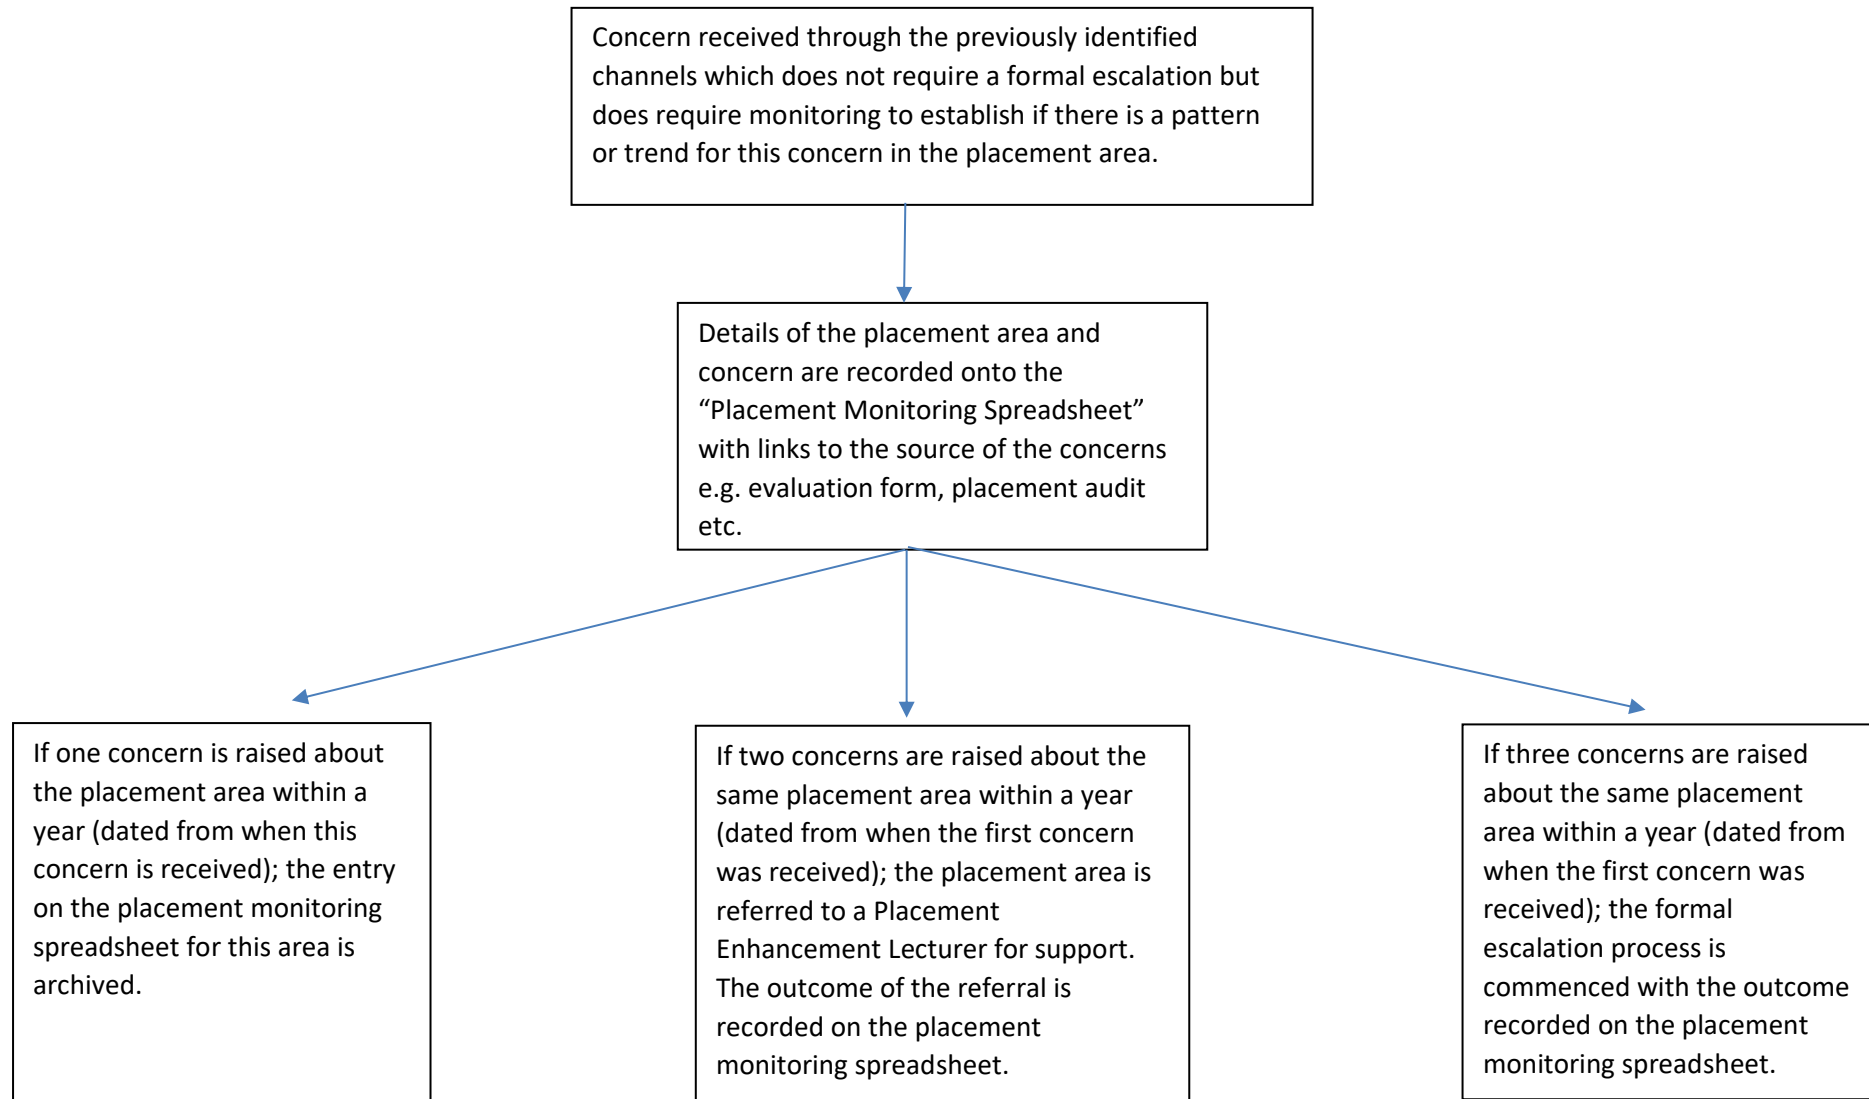 Concern received through the previously identified
channels which does not require a formal escalation but
does require monitoring to establish if there is a pattern
or trend for this concern in the placement area.
Details of the placement area and
concern are recorded onto the
“Placement Monitoring Spreadsheet”
with links to the source of the concerns
e.g. evaluation form, placement audit
etc.
If one concern is raised about
the placement area within a
year (dated from when this
concern is received); the entry
on the placement monitoring
spreadsheet for this area is
archived.
If two concerns are raised about the
same placement area within a year
(dated from when the first concern
was received); the placement area is
referred to a Placement
Enhancement Lecturer for support.
The outcome of the referral is
recorded on the placement
monitoring spreadsheet.
If three concerns are raised
about the same placement
area within a year (dated from
when the first concern was
received); the formal
escalation process is
commenced with the outcome
recorded on the placement
monitoring spreadsheet.